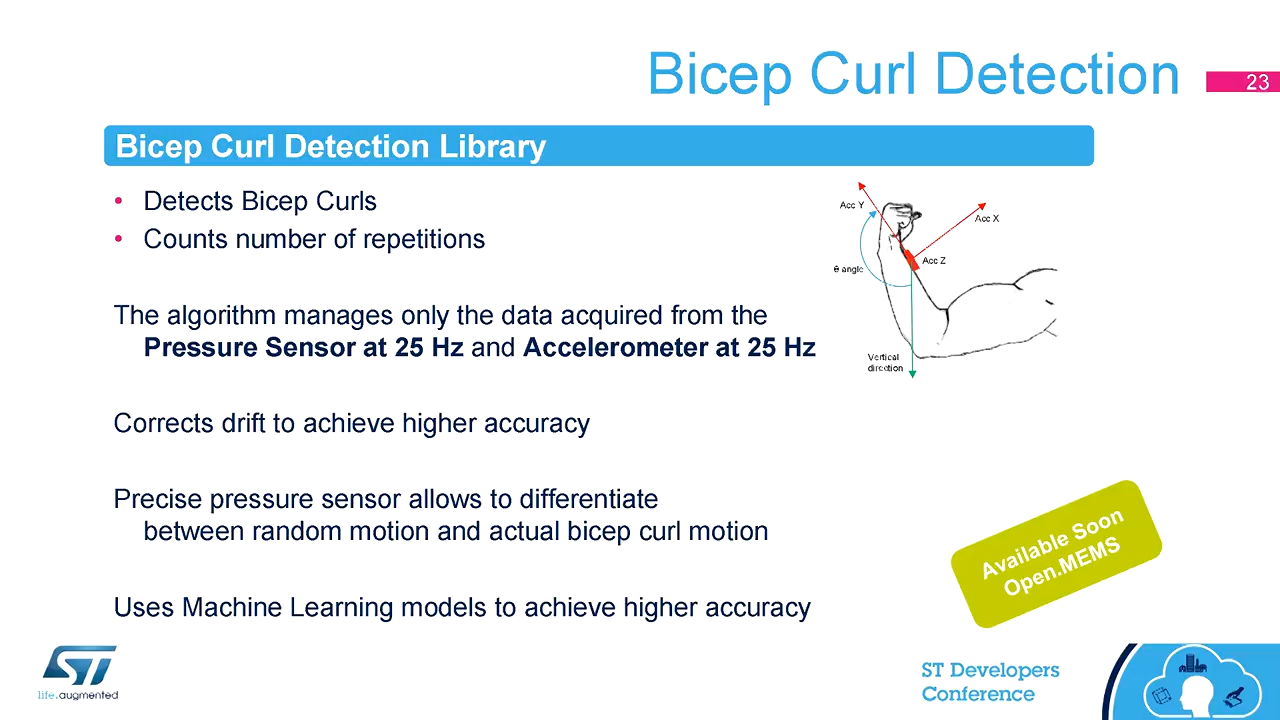 Bicep Curl Detection
23
Bicep Curl Detection Library
• Detects Bicep Curls
• Counts number of repetitions
The algorithm manages only the data acquired from the
Pressure Sensor at 25 Hz and Accelerometer at 25 Hz
Corrects drift to achieve higher accuracy
Precise pressure sensor allows to differentiate
between random motion and actual bicep curl motion
Uses Machine Learning models to achieve higher accuracy
Acc Y
Acc X
Acc Z
θ angle
Vertical
direction
Available Soon
Open.MEMS
ST
life.augmented
ST Developers
Conference